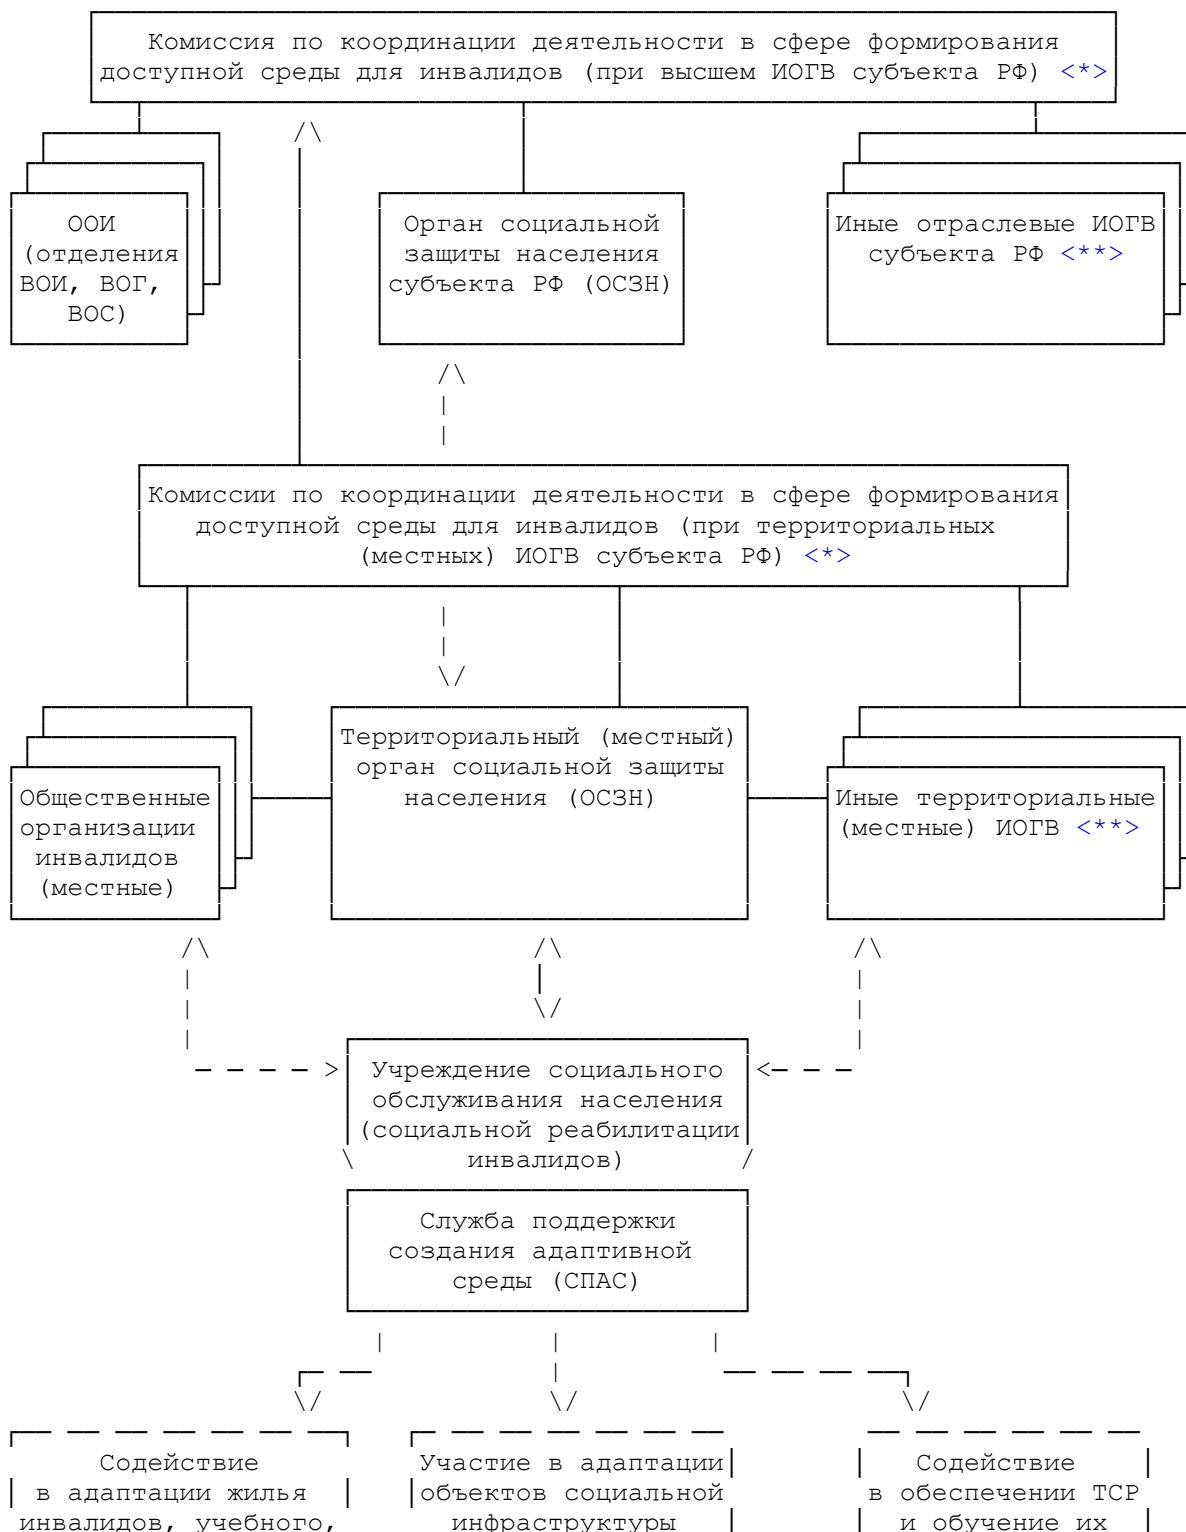 Комиссия по координации деятельности в сфере формирования
доступной среды для инвалидов (при высшем ИОГВ субъекта РФ) <*>
ООИ
(отделения
ВОИ, ВОГ,
ВОС)
Орган социальной
защиты населения
субъекта РФ (ОСЗН)
Иные отраслевые ИОГВ
субъекта РФ <**>
Комиссии по координации деятельности в сфере формирования
доступной среды для инвалидов (при территориальных
(местных) ИОГВ субъекта РФ) <*>
Общественные
организации
инвалидов
(местные)
Территориальный (местный)
орган социальной защиты
населения (ОСЗН)
Иные территориальные
(местные) ИОГВ <**>
Учреждение социального
обслуживания населения
(социальной реабилитации
инвалидов)
Служба поддержки
создания адаптивной
среды (СПАС)
Содействие
в адаптации жилья
инвалидов, учебного,
Участие в адаптации
объектов социальной
инфраструктуры
Содействие
в обеспечении ТСР
и обучение их